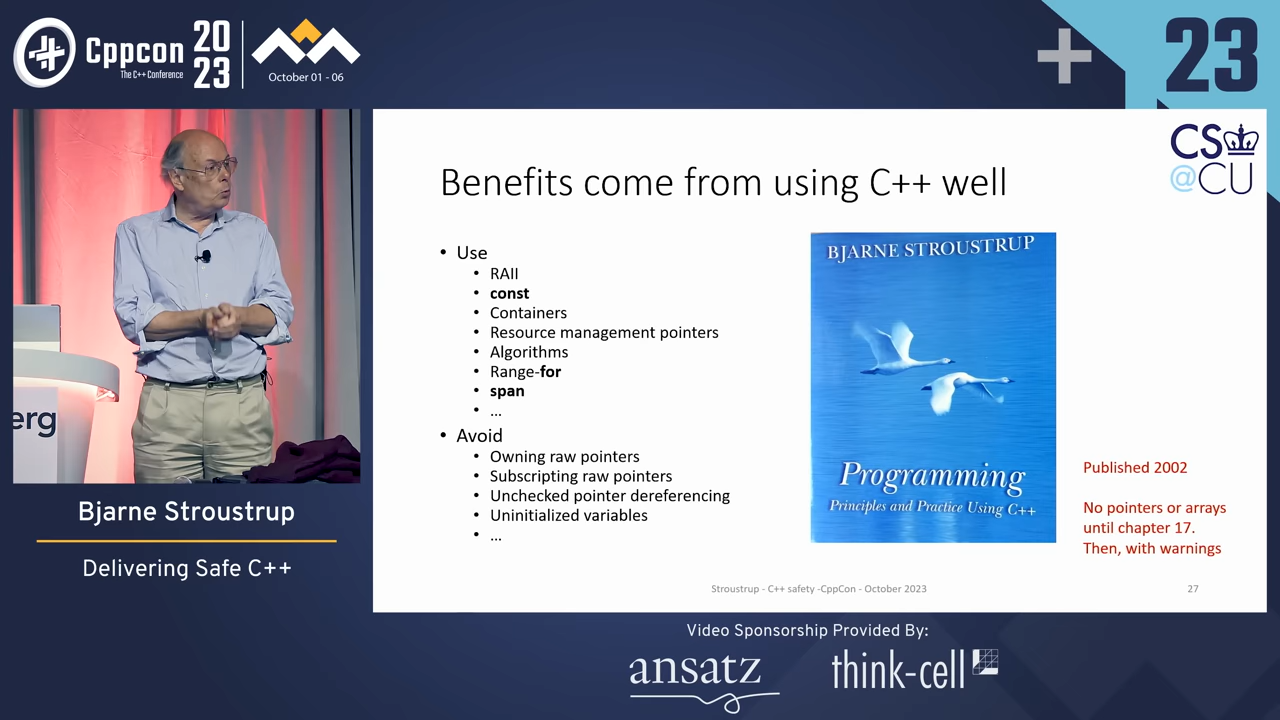 Cppcon
The C++ Conference
20
23
October 01 - 06
23
CS
@CU
Benefits come from using C++ well
• Use
• RAII
• const
• Containers
• Resource management pointers
• Algorithms
• Range-for
• span
• ...
• Avoid
• Owning raw pointers
• Subscripting raw pointers
• Unchecked pointer dereferencing
• Uninitialized variables
• ...
BJARNE STROUSTRUP
Programming
Principles and Practice Using C++
Published 2002
No pointers or arrays
until chapter 17.
Then, with warnings
Stroustrup - C++ safety -CppCon - October 2023
27
erg
Bjarne Stroustrup
Delivering Safe C++
Video Sponsorship Provided By:
ansatz
think-cell